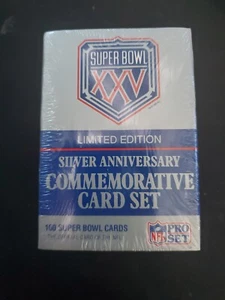 SUPER BOWL
XXV
LIMITED EDITION
SILVER ANNIVERSARY
COMMEMORATIVE
CARD SET
160 SUPER BOWL CARDS
NFL
PRO
SET